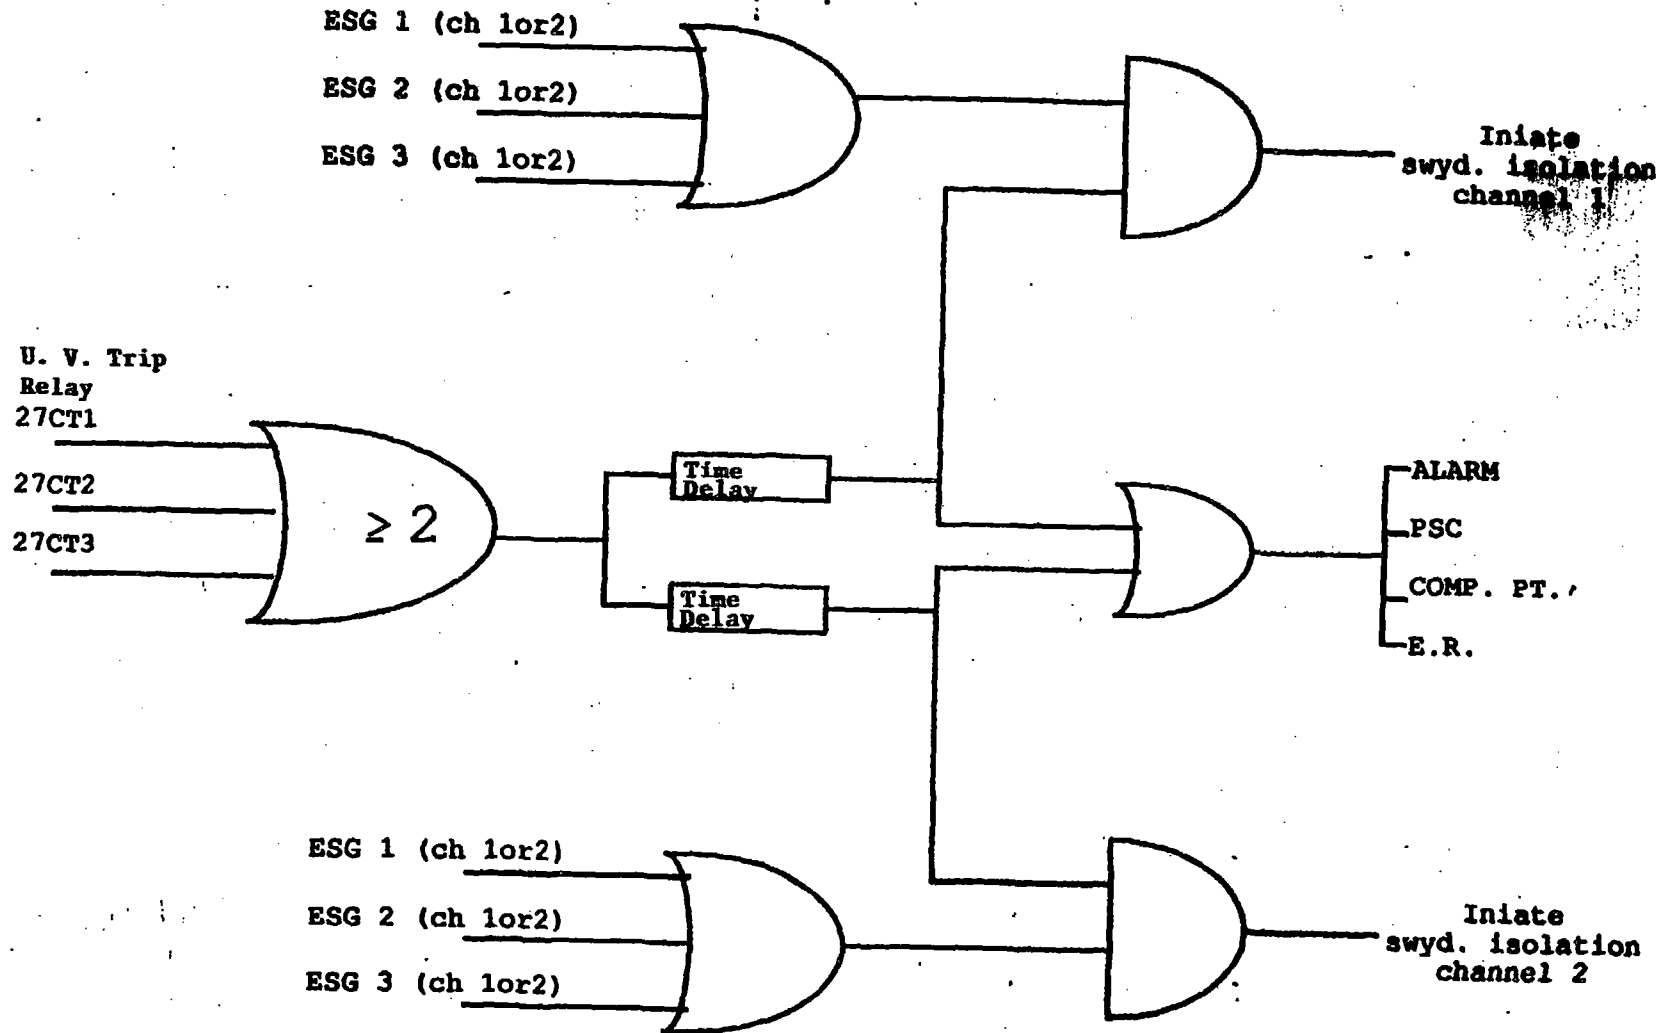 ESG 1 (ch 1or2)
ESG 2 (ch 1or2)
ESG 3 (ch 1or2)
Iniate
swyd. isolation
channel 1
U. V. Trip
Relay
27CT1
27CT2
27CT3
≥ 2
Time
Delay
Time
Delay
ALARM
PSC
COMP. PT.
E.R.
ESG 1 (ch 1or2)
ESG 2 (ch 1or2)
ESG 3 (ch 1or2)
Iniate
swyd. isolation
channel 2